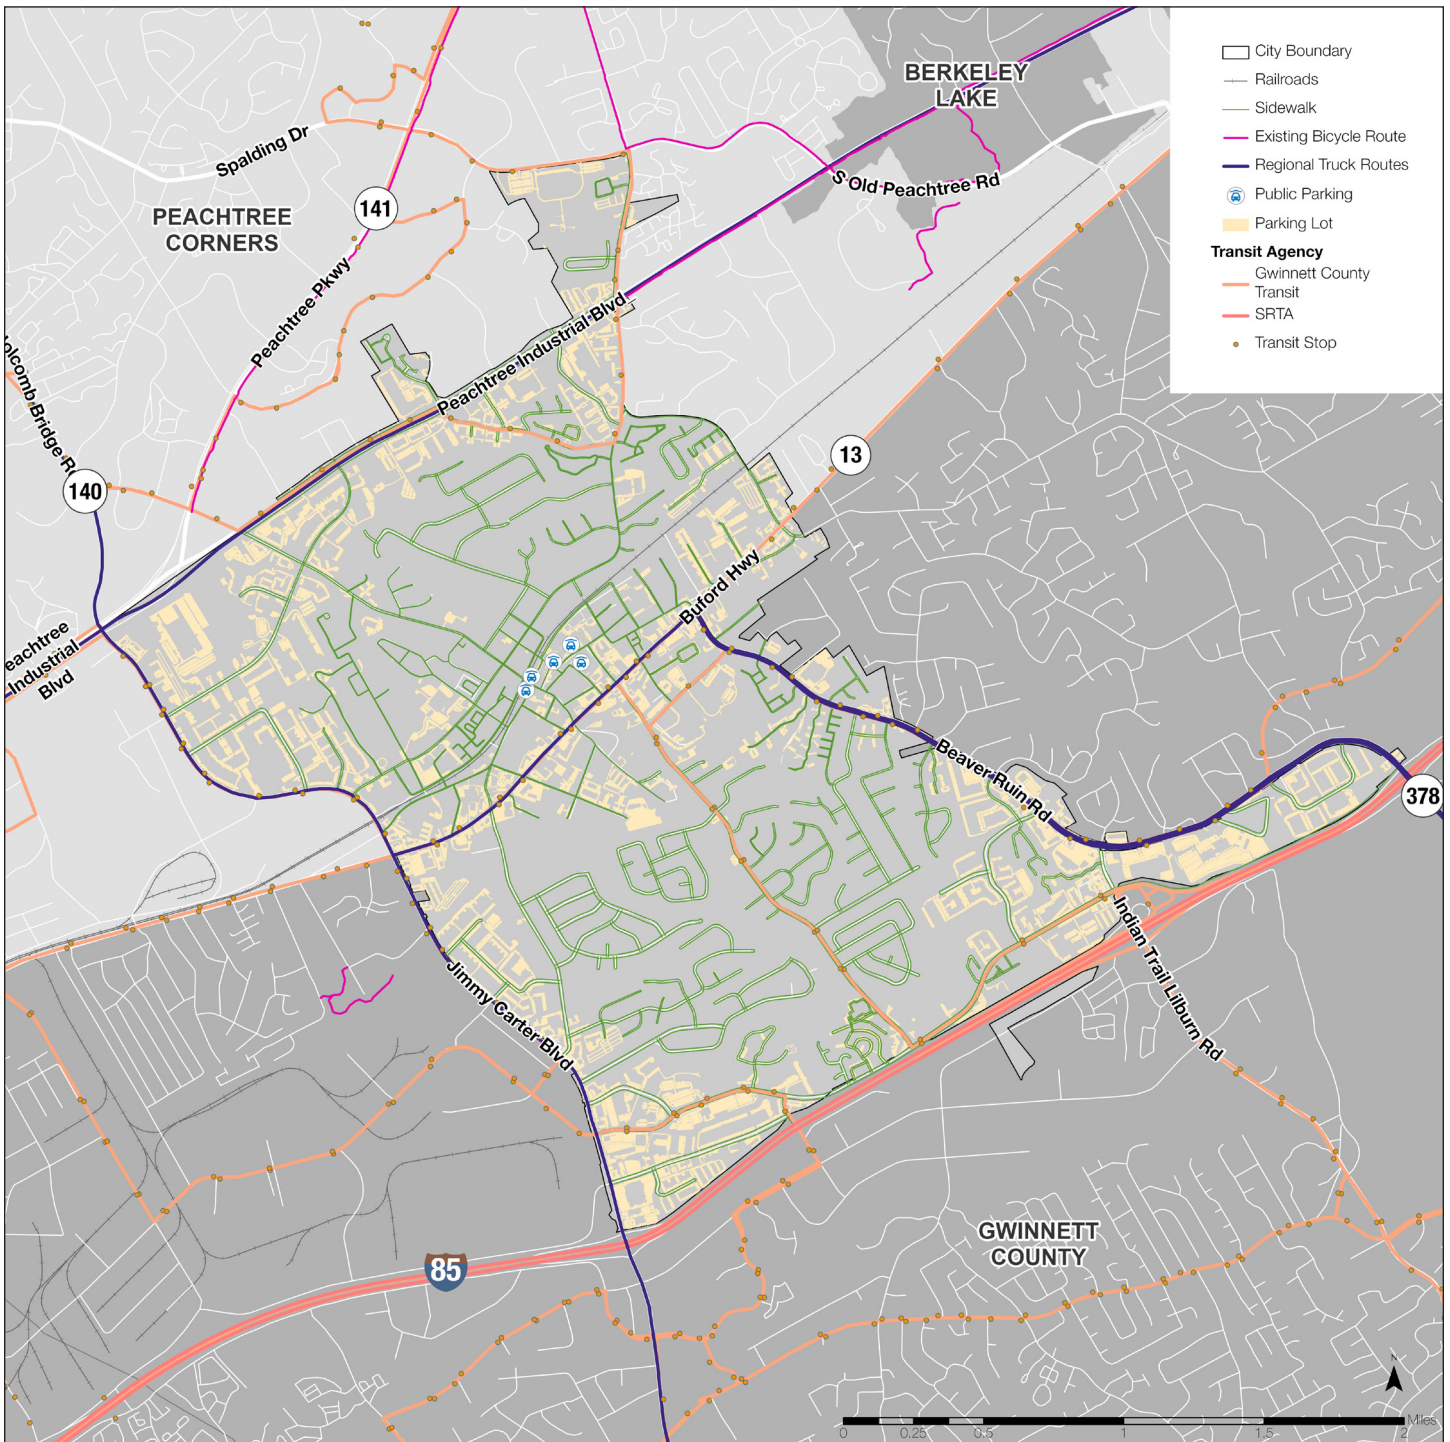 BERKELEY
LAKE
City Boundary
Railroads
Sidewalk
Existing Bicycle Route
Regional Truck Routes
Public Parking
Parking Lot
Transit Agency
Gwinnett County
Transit
SRTA
Transit Stop
Spalding Dr
S Old Peachtree Rd
141
PEACHTREE
CORNERS
Peachtree Pkwy
Peachtree Industrial Blvd
olcomb Bridge R
140
13
Buford Hwy
eachtree
Industrial
Blvd
Beaver Ruin Rd
378
Indian Trail Lilburn Rd
Jimmy Carter Blvd
GWINNETT
COUNTY
85
N
Miles
0 0.25 0.5 1 1.5 2